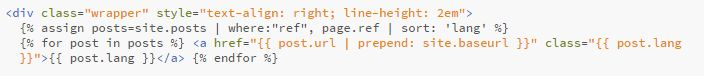 <div class="wrapper" style="text-align: right; line-height: 2em">
  {% assign posts=site.posts | where:"ref", page.ref | sort: 'lang' %}
  {% for post in posts %} <a href="{{ post.url | prepend: site.baseurl }}" class="{{ post.lang
  }}">{{ post.lang }}</a> {% endfor %}